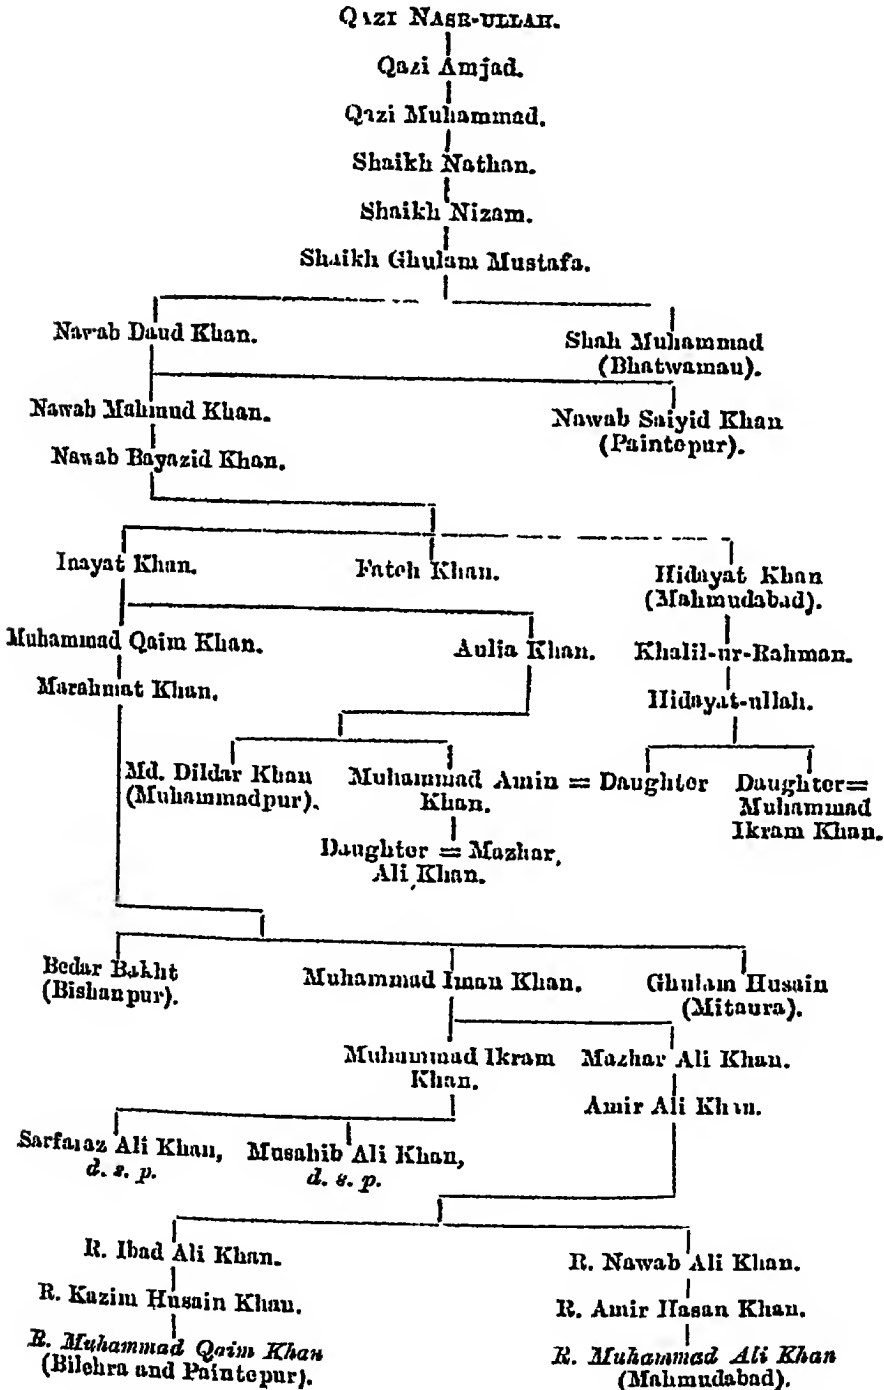 QAZI NASR-ULLAH.
Qazi Amjad.
Qazi Muhammad.
Shaikh Nathan.
Shaikh Nizam.
Shaikh Ghulam Mustafa.
Nawab Daud Khan.
Shah Muhammad
(Bhatwamau).
Nawab Mahmud Khan.
Nawab Saiyid Khan
(Paintepur).
Nawab Bayazid Khan.
Inayat Khan.
Fateh Khan.
Hidayat Khan
(Mahmudabad).
Muhammad Qaim Khan.
Aulia Khan.
Khalil-ur-Rahman.
Marahmat Khan.
Hidayat-ullah.
Md. Dildar Khan
(Muhammadpur).
Muhammad Amin = Daughter
Khan.
Daughter=
Muhammad
Ikram Khan.
Daughter = Mazhar
Ali Khan.
Bedar Bakht
(Bishanpur).
Muhammad Iman Khan.
Ghulam Husain
(Mitaura).
Muhammad Ikram
Khan.
Mazhar Ali Khan.
Amir Ali Khan.
Sarfaraz Ali Khan,
d. s. p.
Musahib Ali Khan,
d. s. p.
R. Ibad Ali Khan.
R. Nawab Ali Khan.
R. Kazim Husain Khan.
R. Amir Hasan Khan.
R. Muhammad Qaim Khan
(Bilehra and Paintepur).
R. Muhammad Ali Khan
(Mahmudabad).